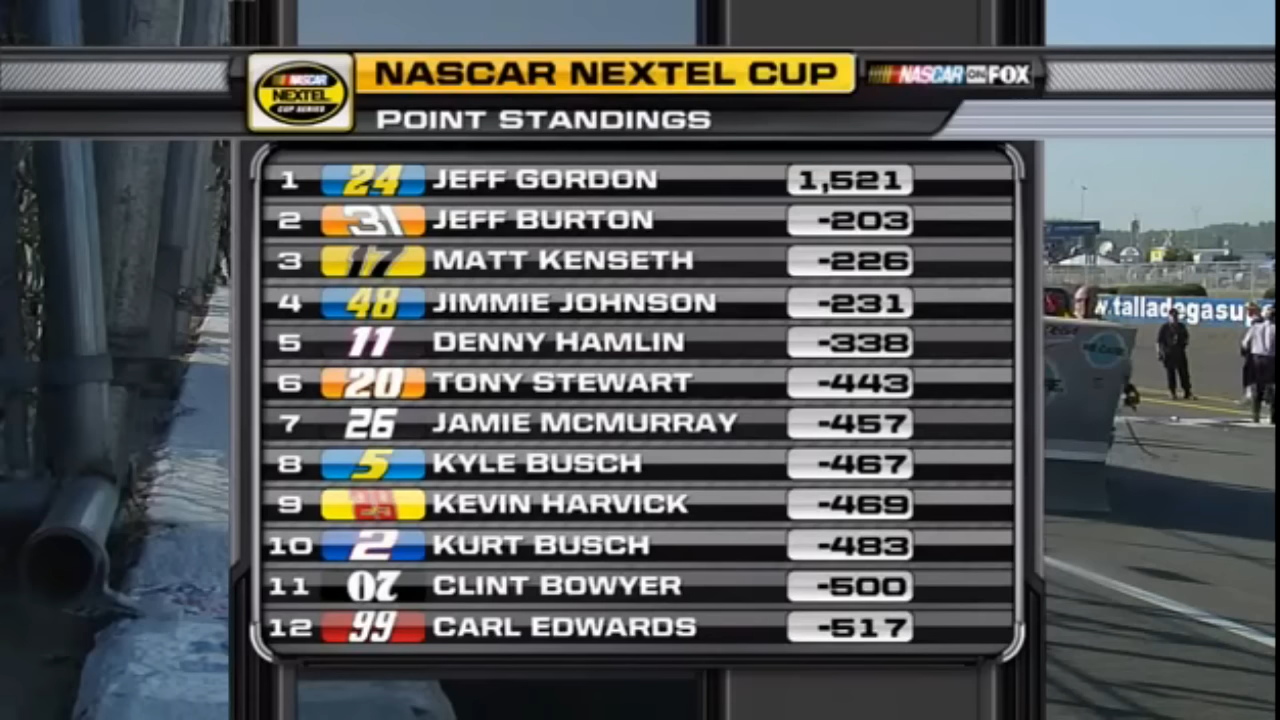 NASCAR NEXTEL CUP
NASCAR ON FOX
NASCAR
NEXTEL
CUP SERIES
POINT STANDINGS
1 24 JEFF GORDON 1,521
2 31 JEFF BURTON -203
3 17 MATT KENSETH -226
4 48 JIMMIE JOHNSON -231
5 11 DENNY HAMLIN -338
6 20 TONY STEWART -443
7 26 JAMIE MCMURRAY -457
8 5 KYLE BUSCH -467
9 29 KEVIN HARVICK -469
10 2 KURT BUSCH -483
11 07 CLINT BOWYER -500
12 99 CARL EDWARDS -517
w.talladegasu